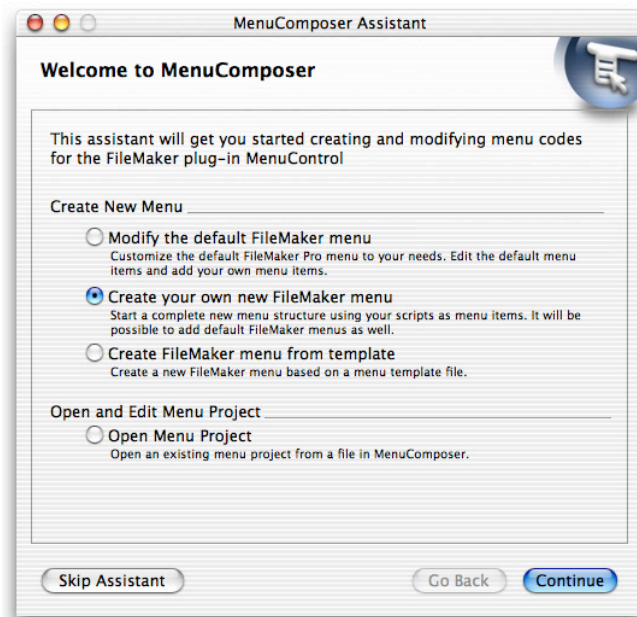 MenuComposer Assistant
Welcome to MenuComposer
This assistant will get you started creating and modifying menu codes
for the FileMaker plug-in MenuControl
Create New Menu
Modify the default FileMaker menu
Customize the default FileMaker Pro menu to your needs. Edit the default menu
items and add your own menu items.
Create your own new FileMaker menu
Start a complete new menu structure using your scripts as menu items. It will be
possible to add default FileMaker menus as well.
Create FileMaker menu from template
Create a new FileMaker menu based on a menu template file.
Open and Edit Menu Project
Open Menu Project
Open an existing menu project from a file in MenuComposer.
Skip Assistant
Go Back
Continue